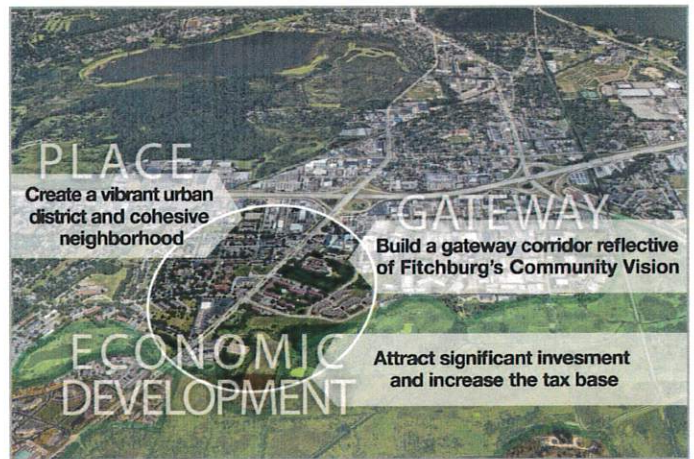 PLACE
Create a vibrant urban
district and cohesive
neighborhood
GATEWAY
Build a gateway corridor reflective
of Fitchburg's Community Vision
ECONOMIC
DEVELOPMENT
Attract significant invesment
and increase the tax base